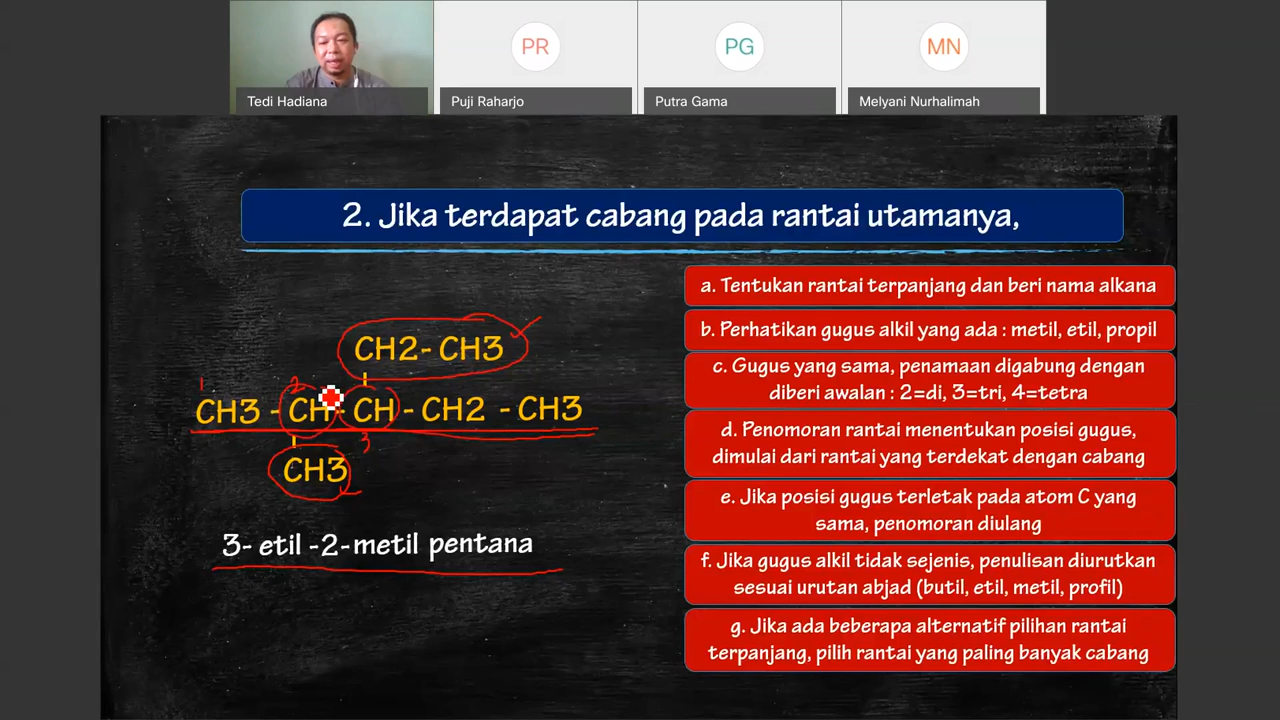 PR
PG
MN
Tedi Hadiana
Puji Raharjo
Putra Gama
Melyani Nurhalimah
2. Jika terdapat cabang pada rantai utamanya,
CH2- CH3
1
2
CH3 - CH - CH - CH2 - CH3
3
CH3
3- etil -2-metil pentana
a. Tentukan rantai terpanjang dan beri nama alkana
b. Perhatikan gugus alkil yang ada : metil, etil, propil
c. Gugus yang sama, penamaan digabung dengan
diberi awalan : 2=di, 3=tri, 4=tetra
d. Penomoran rantai menentukan posisi gugus,
dimulai dari rantai yang terdekat dengan cabang
e. Jika posisi gugus terletak pada atom C yang
sama, penomoran diulang
f. Jika gugus alkil tidak sejenis, penulisan diurutkan
sesuai urutan abjad (butil, etil, metil, profil)
g. Jika ada beberapa alternatif pilihan rantai
terpanjang, pilih rantai yang paling banyak cabang